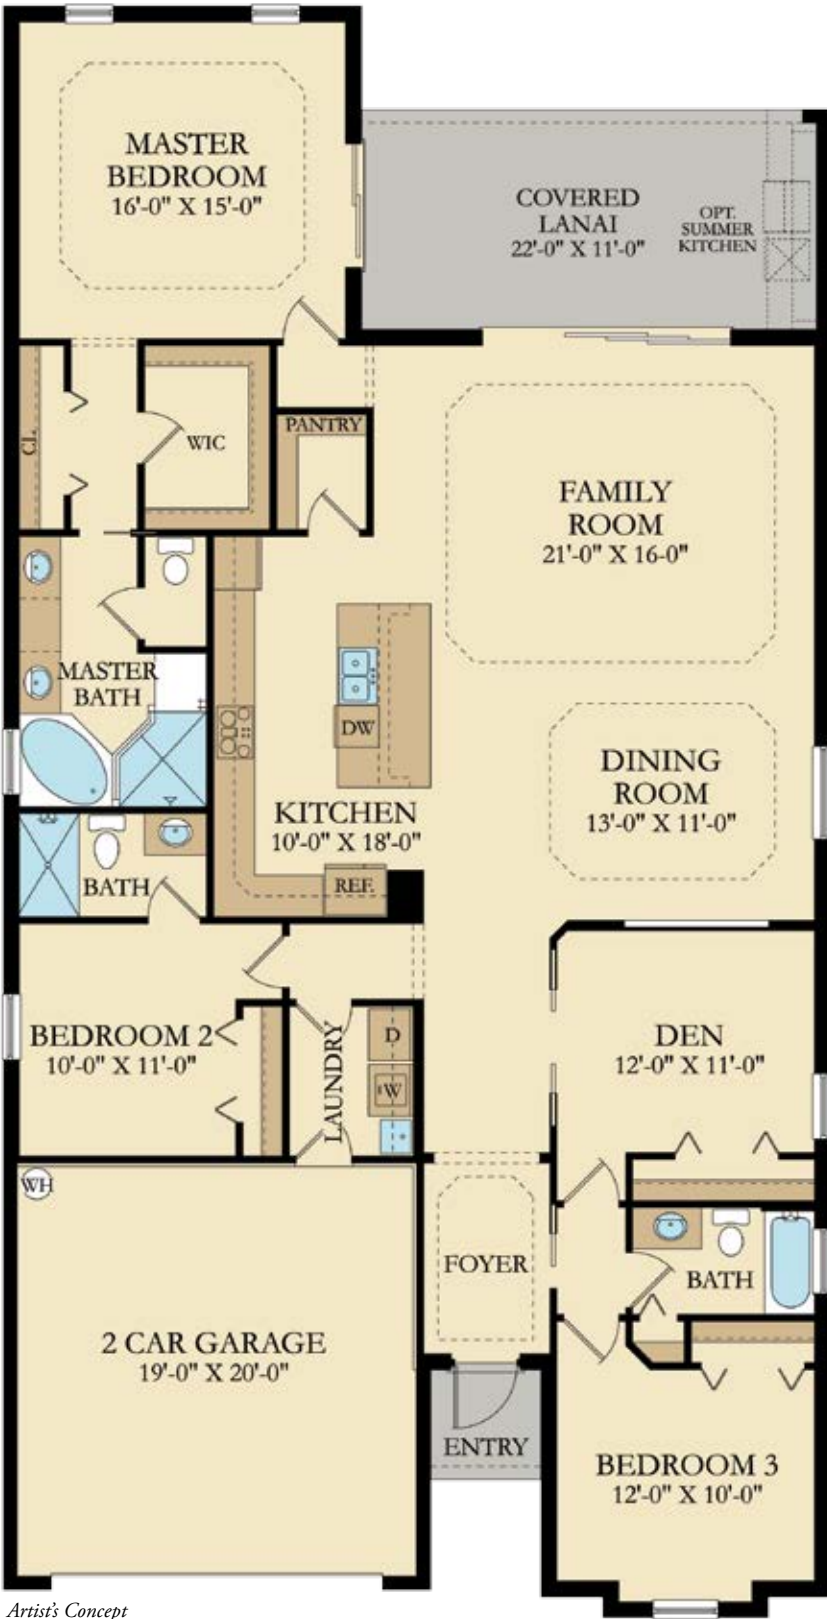 MASTER
BEDROOM
16'-0" X 15'-0"
COVERED
LANAI
22'-0" X 11'-0"
OPT.
SUMMER
KITCHEN
CL.
WIC
PANTRY
FAMILY
ROOM
21'-0" X 16-0"
MASTER
BATH
DW
DINING
ROOM
13'-0" X 11'-0"
KITCHEN
10'-0" X 18'-0"
BATH
REF.
BEDROOM 2
10'-0" X 11'-0"
LAUNDRY
D
W
DEN
12'-0" X 11'-0"
WH
FOYER
BATH
2 CAR GARAGE
19'-0" X 20'-0"
ENTRY
BEDROOM 3
12'-0" X 10'-0"
Artist's Concept